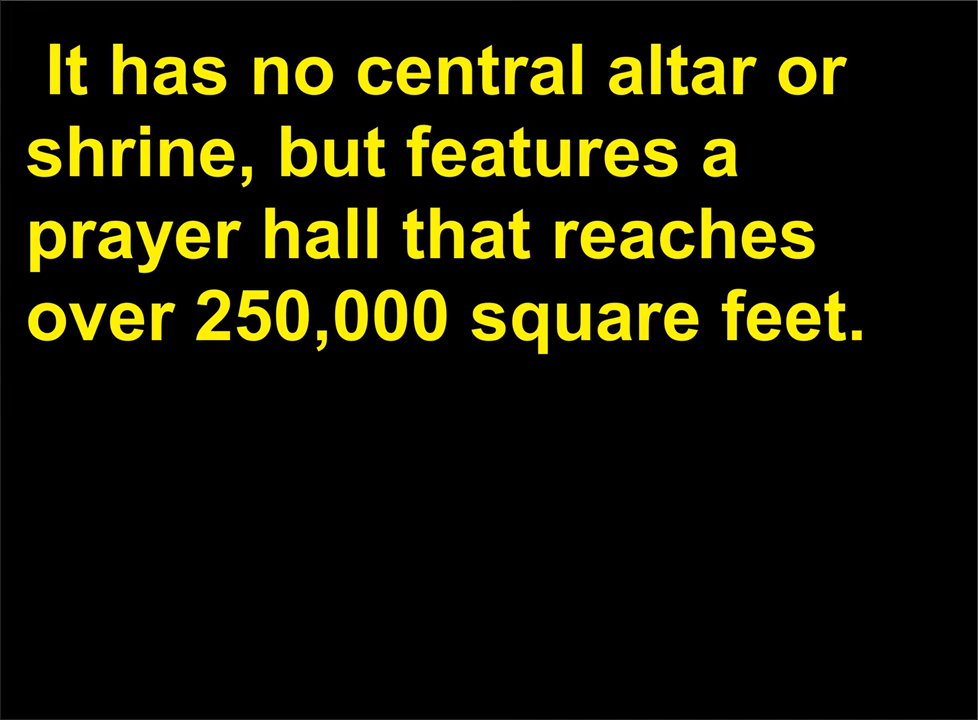 It has no central altar or
shrine, but features a
prayer hall that reaches
over 250,000 square feet.